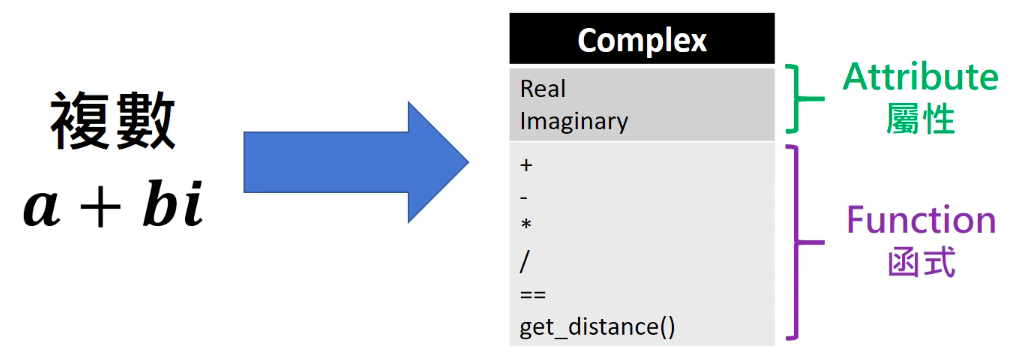 複數
a + bi
Complex
Real
Imaginary
+
-
*
/
==
get_distance()
Attribute
屬性
Function
函式